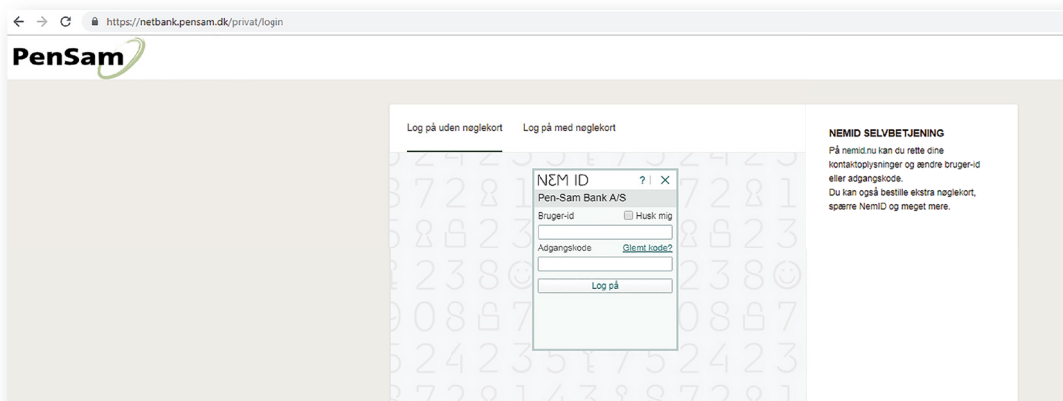 https://netbank.pensam.dk/privat/login
PenSam
Log på uden nøglekort
Log på med nøglekort
NEM ID ? | X
Pen-Sam Bank A/S
Bruger-id Husk mig
Adgangskode Glemt kode?
Log på
NEMID SELVBETJENING
På nemid.nu kan du rette dine
kontaktoplysninger og ændre bruger-id
eller adgangskode.
Du kan også bestille ekstra nøglekort,
spærre NemID og meget mere.